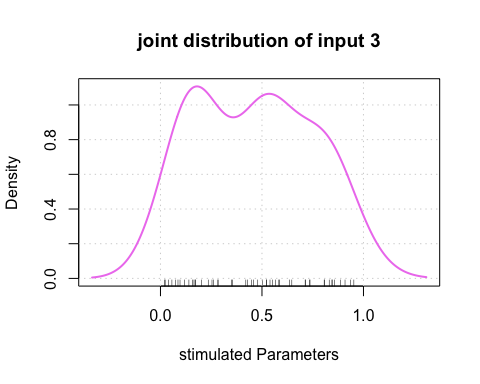 joint distribution of input 3
Density
0.8
0.4
0.0
0.0 0.5 1.0
stimulated Parameters